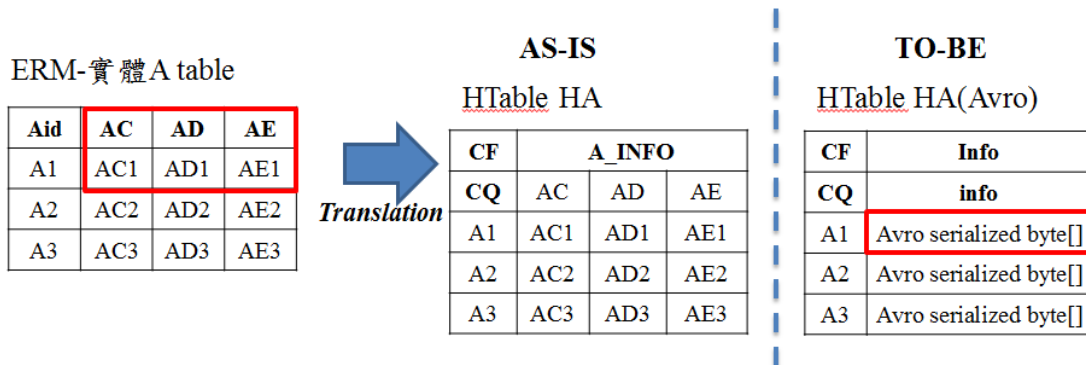 ERM-實體A table
Aid AC AD AE
A1 AC1 AD1 AE1
A2 AC2 AD2 AE2
A3 AC3 AD3 AE3
Translation
AS-IS
HTable HA
CF A_INFO
CQ AC AD AE
A1 AC1 AD1 AE1
A2 AC2 AD2 AE2
A3 AC3 AD3 AE3
TO-BE
HTable HA(Avro)
CF Info
CQ info
A1 Avro serialized byte[]
A2 Avro serialized byte[]
A3 Avro serialized byte[]